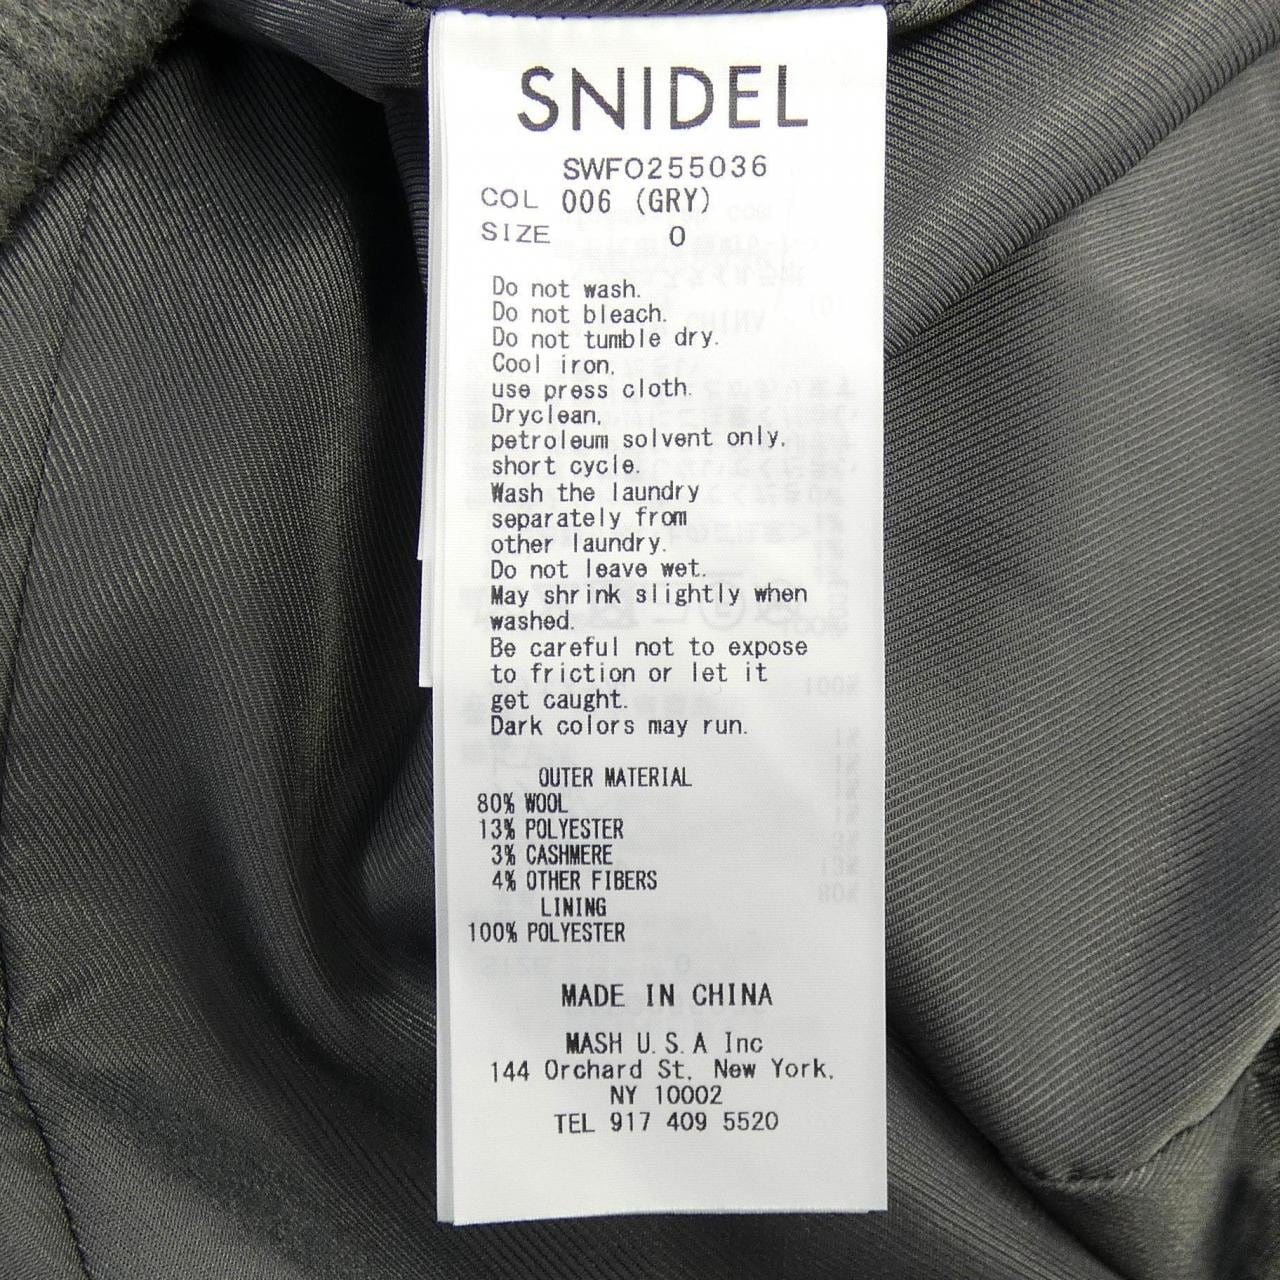 SNIDEL
SWFO255036
COL 006 (GRY)
SIZE 0
Do not wash.
Do not bleach.
Do not tumble dry.
Cool iron,
use press cloth.
Dryclean,
petroleum solvent only,
short cycle.
Wash the laundry
separately from
other laundry.
Do not leave wet.
May shrink slightly when
washed.
Be careful not to expose
to friction or let it
get caught.
Dark colors may run.
OUTER MATERIAL
80% WOOL
13% POLYESTER
3% CASHMERE
4% OTHER FIBERS
LINING
100% POLYESTER
MADE IN CHINA
MASH U.S.A Inc
144 Orchard St, New York,
NY 10002
TEL 917 409 5520